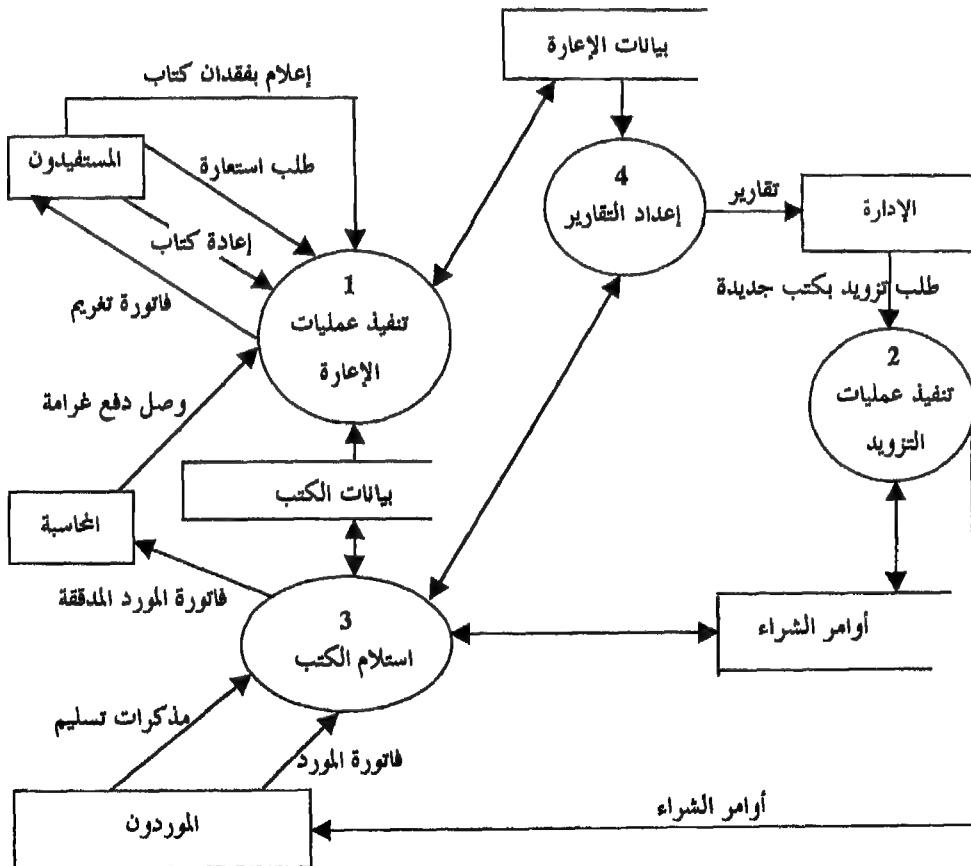 بيانات الإعارة
إعلام بفقدان كتاب
المستفيدون
طلب استعارة
إعادة كتاب
فاتورة تغريم
4
إعداد التقارير
تقارير
الإدارة
طلب تزويد بكتب جديدة
1
تنفيذ عمليات
الإعارة
2
تنفيذ عمليات
التزويد
وصل دفع غرامة
بيانات الكتب
المحاسبة
فاتورة المورد المدققة
3
استلام الكتب
أوامر الشراء
مذكرات تسليم
فاتورة المورد
الموردون
أوامر الشراء